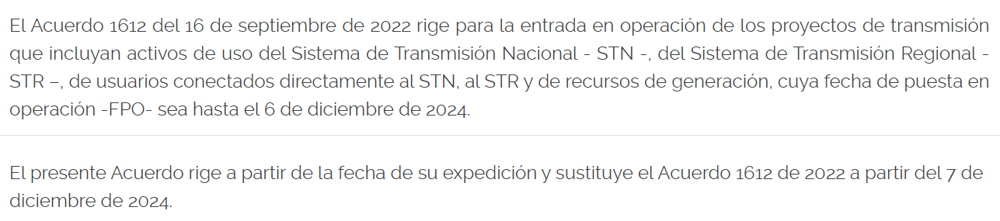 El Acuerdo 1612 del 16 de septiembre de 2022 rige para la entrada en operación de los proyectos de transmisión
que incluyan activos de uso del Sistema de Transmisión Nacional - STN -, del Sistema de Transmisión Regional -
STR –, de usuarios conectados directamente al STN, al STR y de recursos de generación, cuya fecha de puesta en
operación -FPO- sea hasta el 6 de diciembre de 2024.
El presente Acuerdo rige a partir de la fecha de su expedición y sustituye el Acuerdo 1612 de 2022 a partir del 7 de
diciembre de 2024.